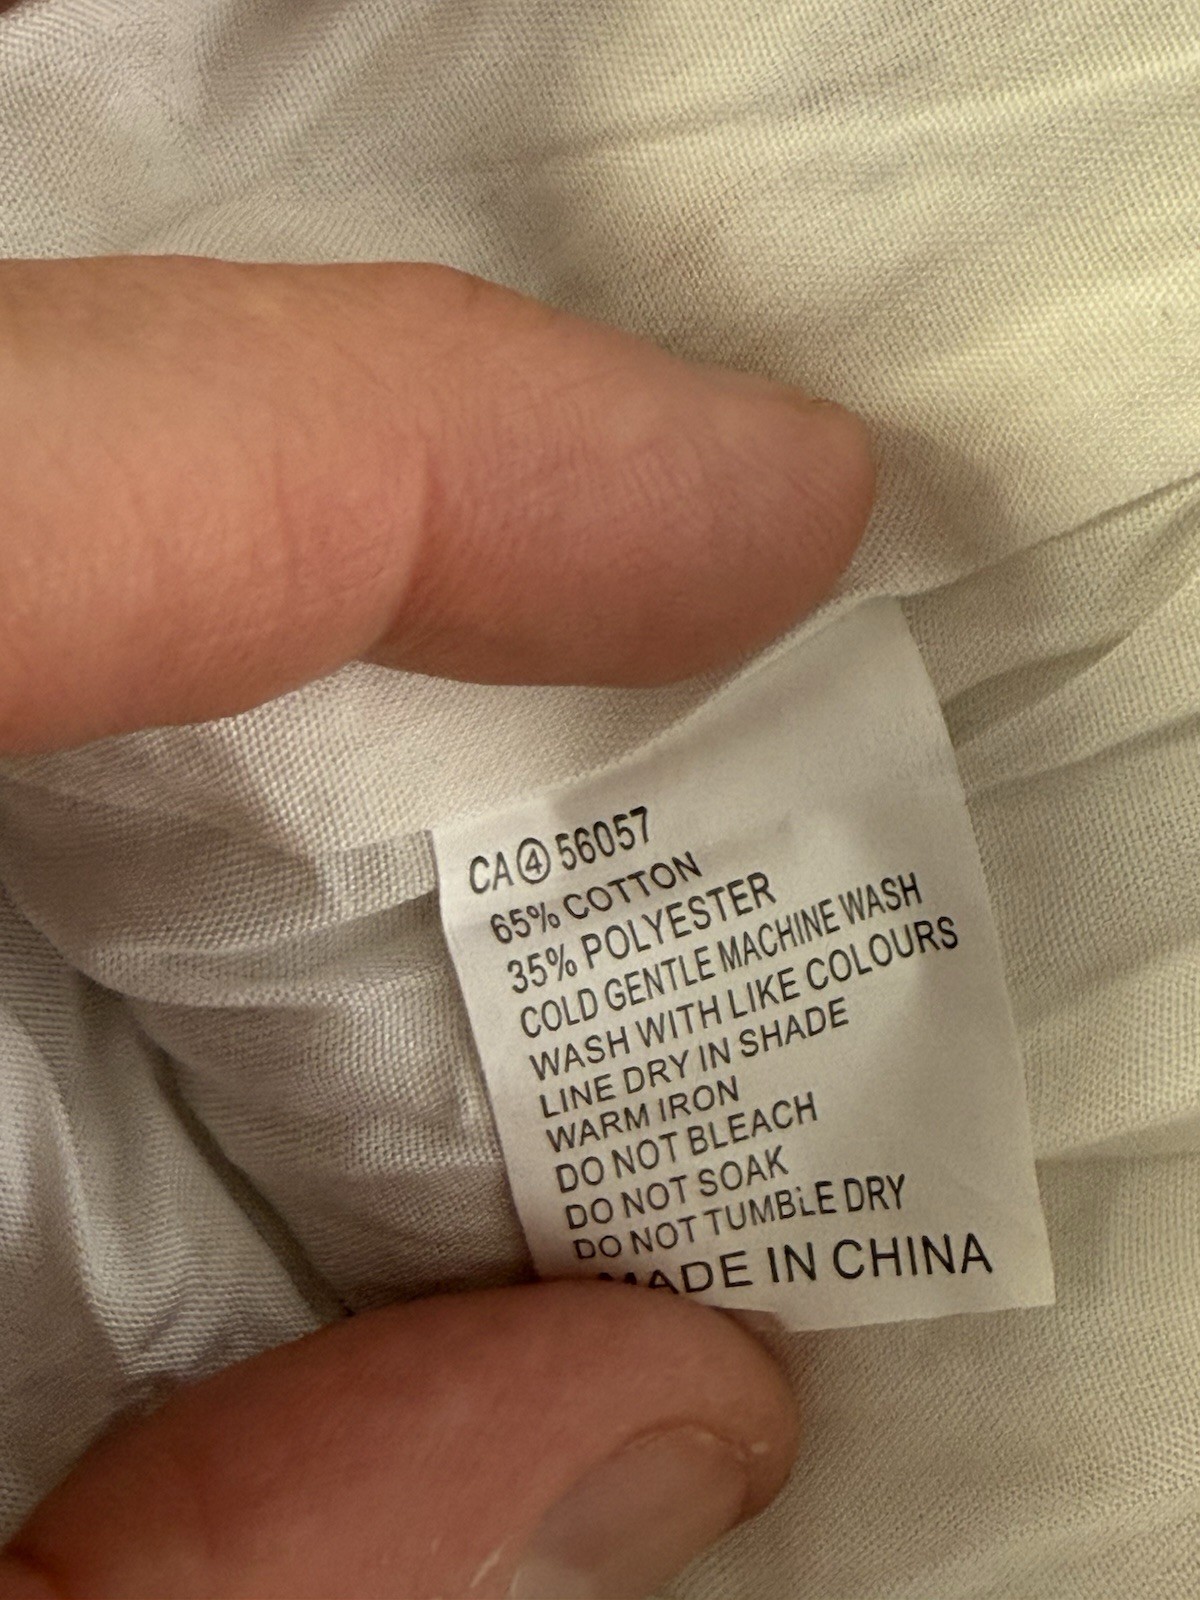 CA④56057
65% COTTON
35% POLYESTER
COLD GENTLE MACHINE WASH
WASH WITH LIKE COLOURS
LINE DRY IN SHADE
WARM IRON
DO NOT BLEACH
DO NOT SOAK
DO NOT TUMBLE DRY
MADE IN CHINA